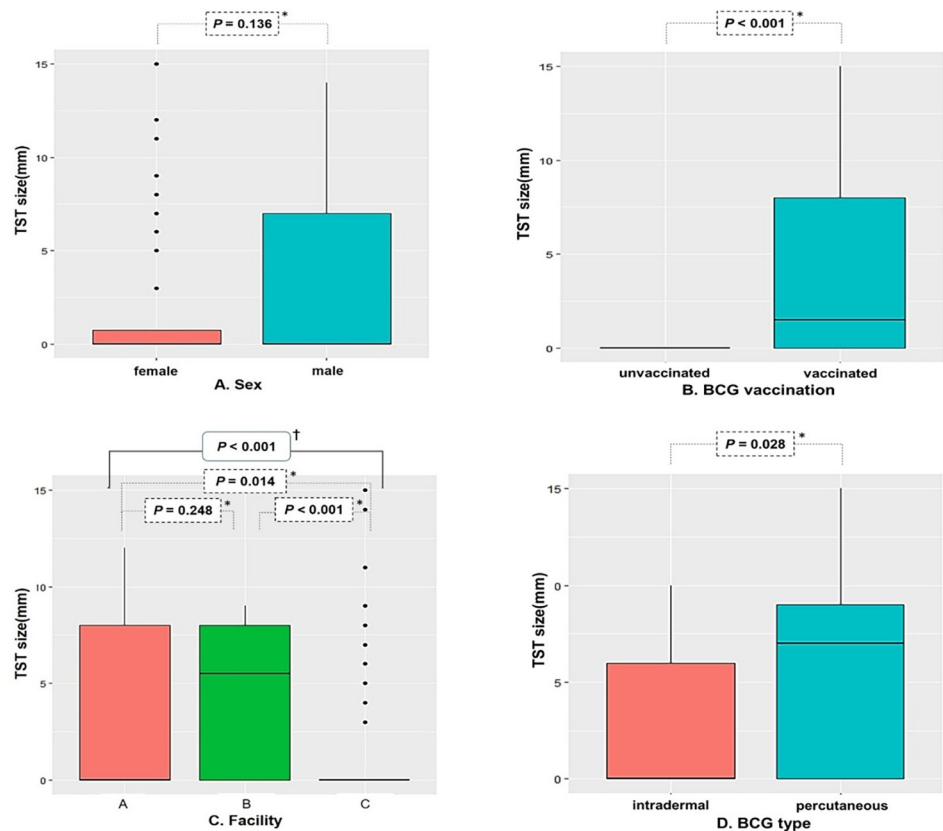 P = 0.136 *
15
10
5
0
TST size(mm)
female male
A. Sex
P < 0.001 *
15
10
5
0
TST size(mm)
unvaccinated vaccinated
B. BCG vaccination
P < 0.001 †
P = 0.014 *
P = 0.248 * P < 0.001 *
15
10
5
0
TST size(mm)
A B C
C. Facility
P = 0.028 *
15
0
5
0
TST size(mm)
intradermal percutaneous
D. BCG type